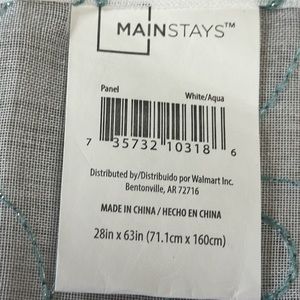 MAINSTAYS™
Panel White/Aqua
7 35732 10318 6
Distributed by/Distribuido por Walmart Inc.
Bentonville, AR 72716
MADE IN CHINA / HECHO EN CHINA
28in x 63in (71.1cm x 160cm)